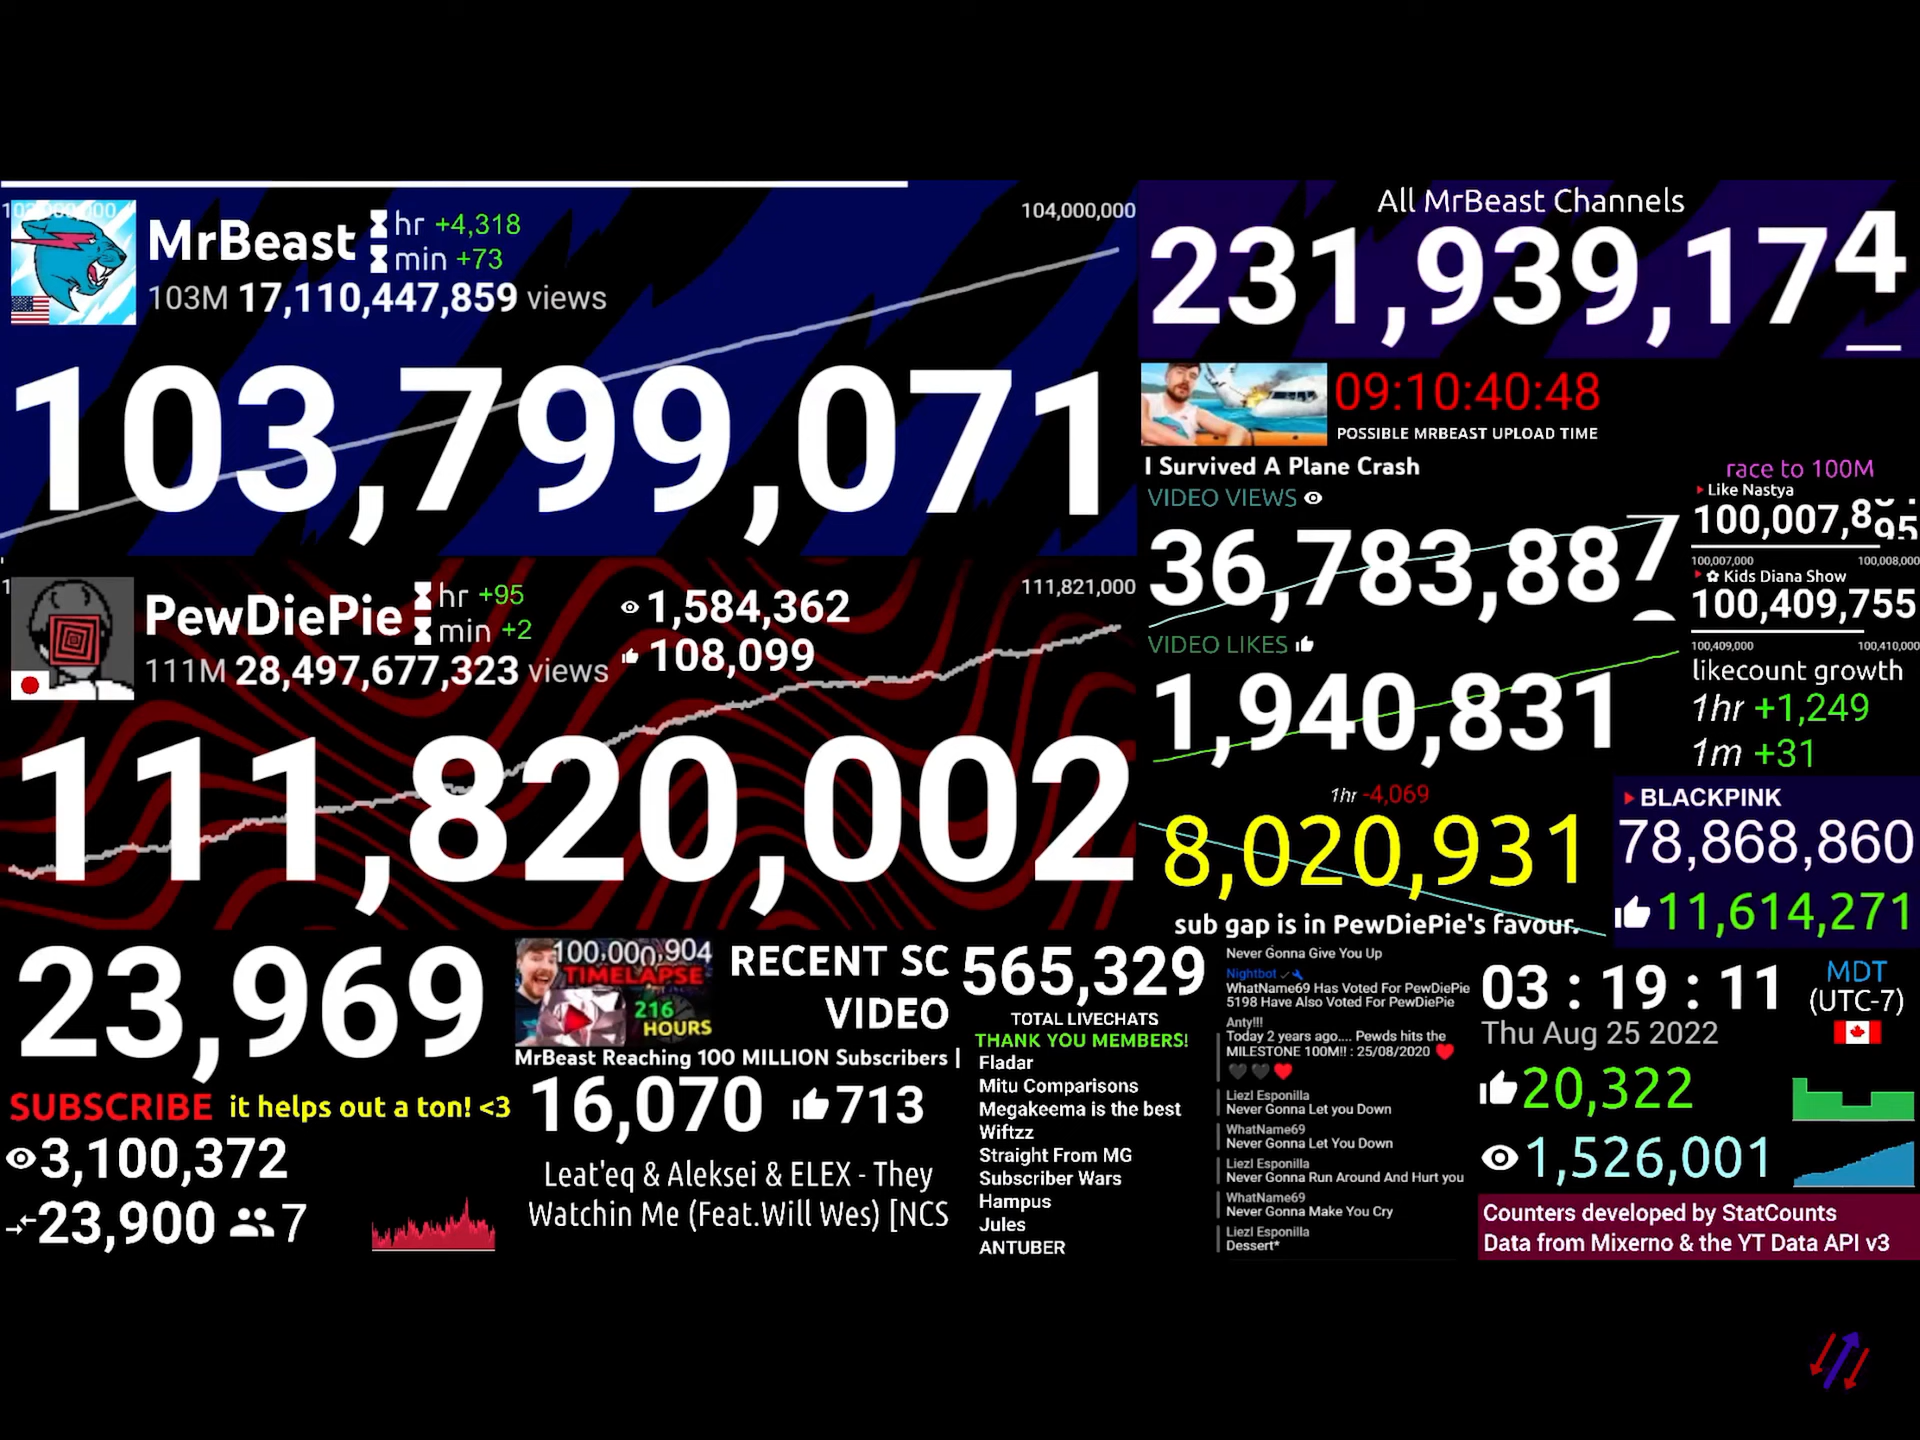 MrBeast
hr +4,318
min +73
103M 17,110,447,859 views
104,000,000
103,799,071
All MrBeast Channels
231,939,174
09:10:40:48
POSSIBLE MRBEAST UPLOAD TIME
I Survived A Plane Crash
VIDEO VIEWS
36,783,887
VIDEO LIKES
1,940,831
race to 100M
Like Nastya
100,007,8
100,007,000 100,008,000
Kids Diana Show
100,409,755
100,409,000 100,410,000
likecount growth
1hr +1,249
1m +31
PewDiePie
hr +95
min +2
111M 28,497,677,323 views
1,584,362
108,099
111,821,000
111,820,002
1hr -4,069
8,020,931
sub gap is in PewDiePie's favour.
BLACKPINK
78,868,860
11,614,271
23,969
SUBSCRIBE it helps out a ton! <3
3,100,372
23,900 7
100,000,904
TIMELAPSE
216
HOURS
RECENT SC
VIDEO
MrBeast Reaching 100 MILLION Subscribers |
16,070 713
Leat'eq & Aleksei & ELEX - They
Watchin Me (Feat.Will Wes) [NCS
565,329
TOTAL LIVECHATS
THANK YOU MEMBERS!
Fladar
Mitu Comparisons
Megakeema is the best
Wiftzz
Straight From MG
Subscriber Wars
Hampus
Jules
ANTUBER
Never Gonna Give You Up
Nightbot
WhatName69 Has Voted For PewDiePie
5198 Have Also Voted For PewDiePie
Anty!!!
Today 2 years ago.... Pewds hits the
MILESTONE 100M!! : 25/08/2020 ❤️
🖤🖤❤️
Liezl Esponilla
Never Gonna Let you Down
WhatName69
Never Gonna Let You Down
Liezl Esponilla
Never Gonna Run Around And Hurt you
WhatName69
Never Gonna Make You Cry
Liezl Esponilla
Dessert*
03 : 19 : 11
MDT
(UTC-7)
Thu Aug 25 2022
20,322
1,526,001
Counters developed by StatCounts
Data from Mixerno & the YT Data API v3